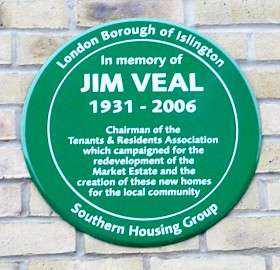 London Borough of Islington
In memory of
JIM VEAL
1931 - 2006
Chairman of the
Tenants & Residents Association
which campaigned for the
redevelopment of the
Market Estate and the
creation of these new homes
for the local community
Southern Housing Group